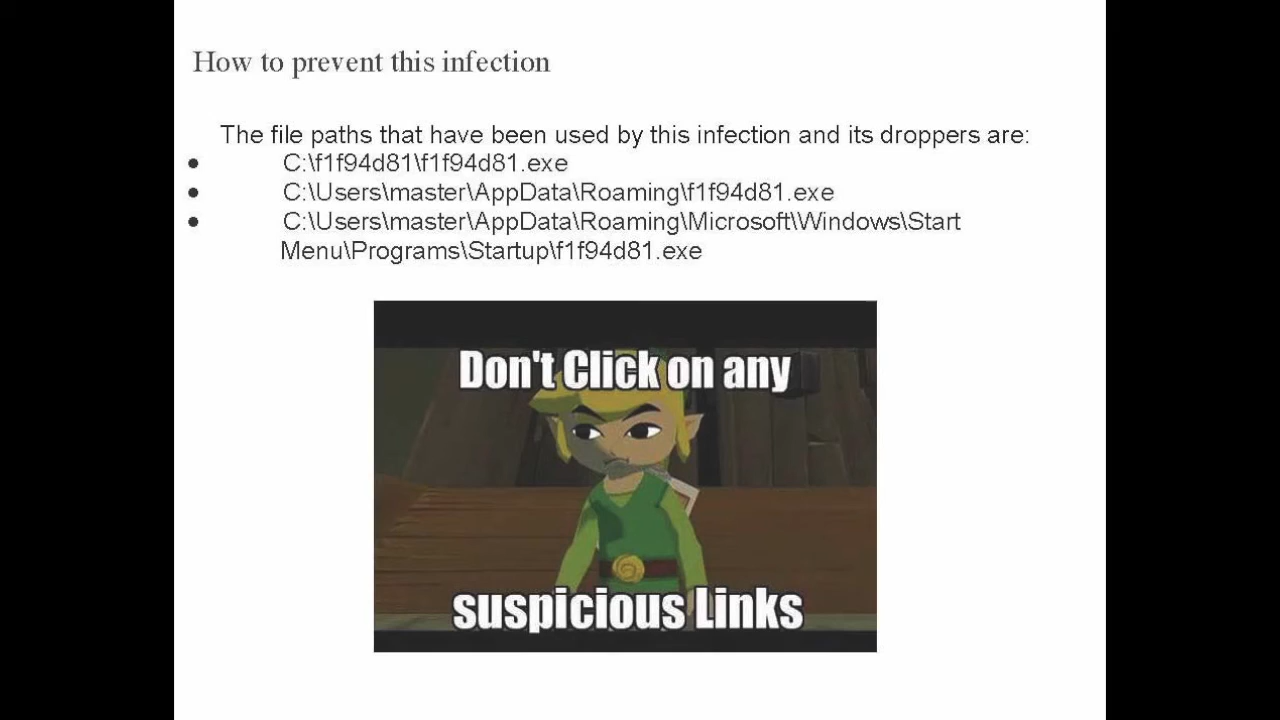 How to prevent this infection
The file paths that have been used by this infection and its droppers are:
● C:\f1f94d81\f1f94d81.exe
● C:\Users\master\AppData\Roaming\f1f94d81.exe
● C:\Users\master\AppData\Roaming\Microsoft\Windows\Start
Menu\Programs\Startup\f1f94d81.exe
Don't Click on any
suspicious Links